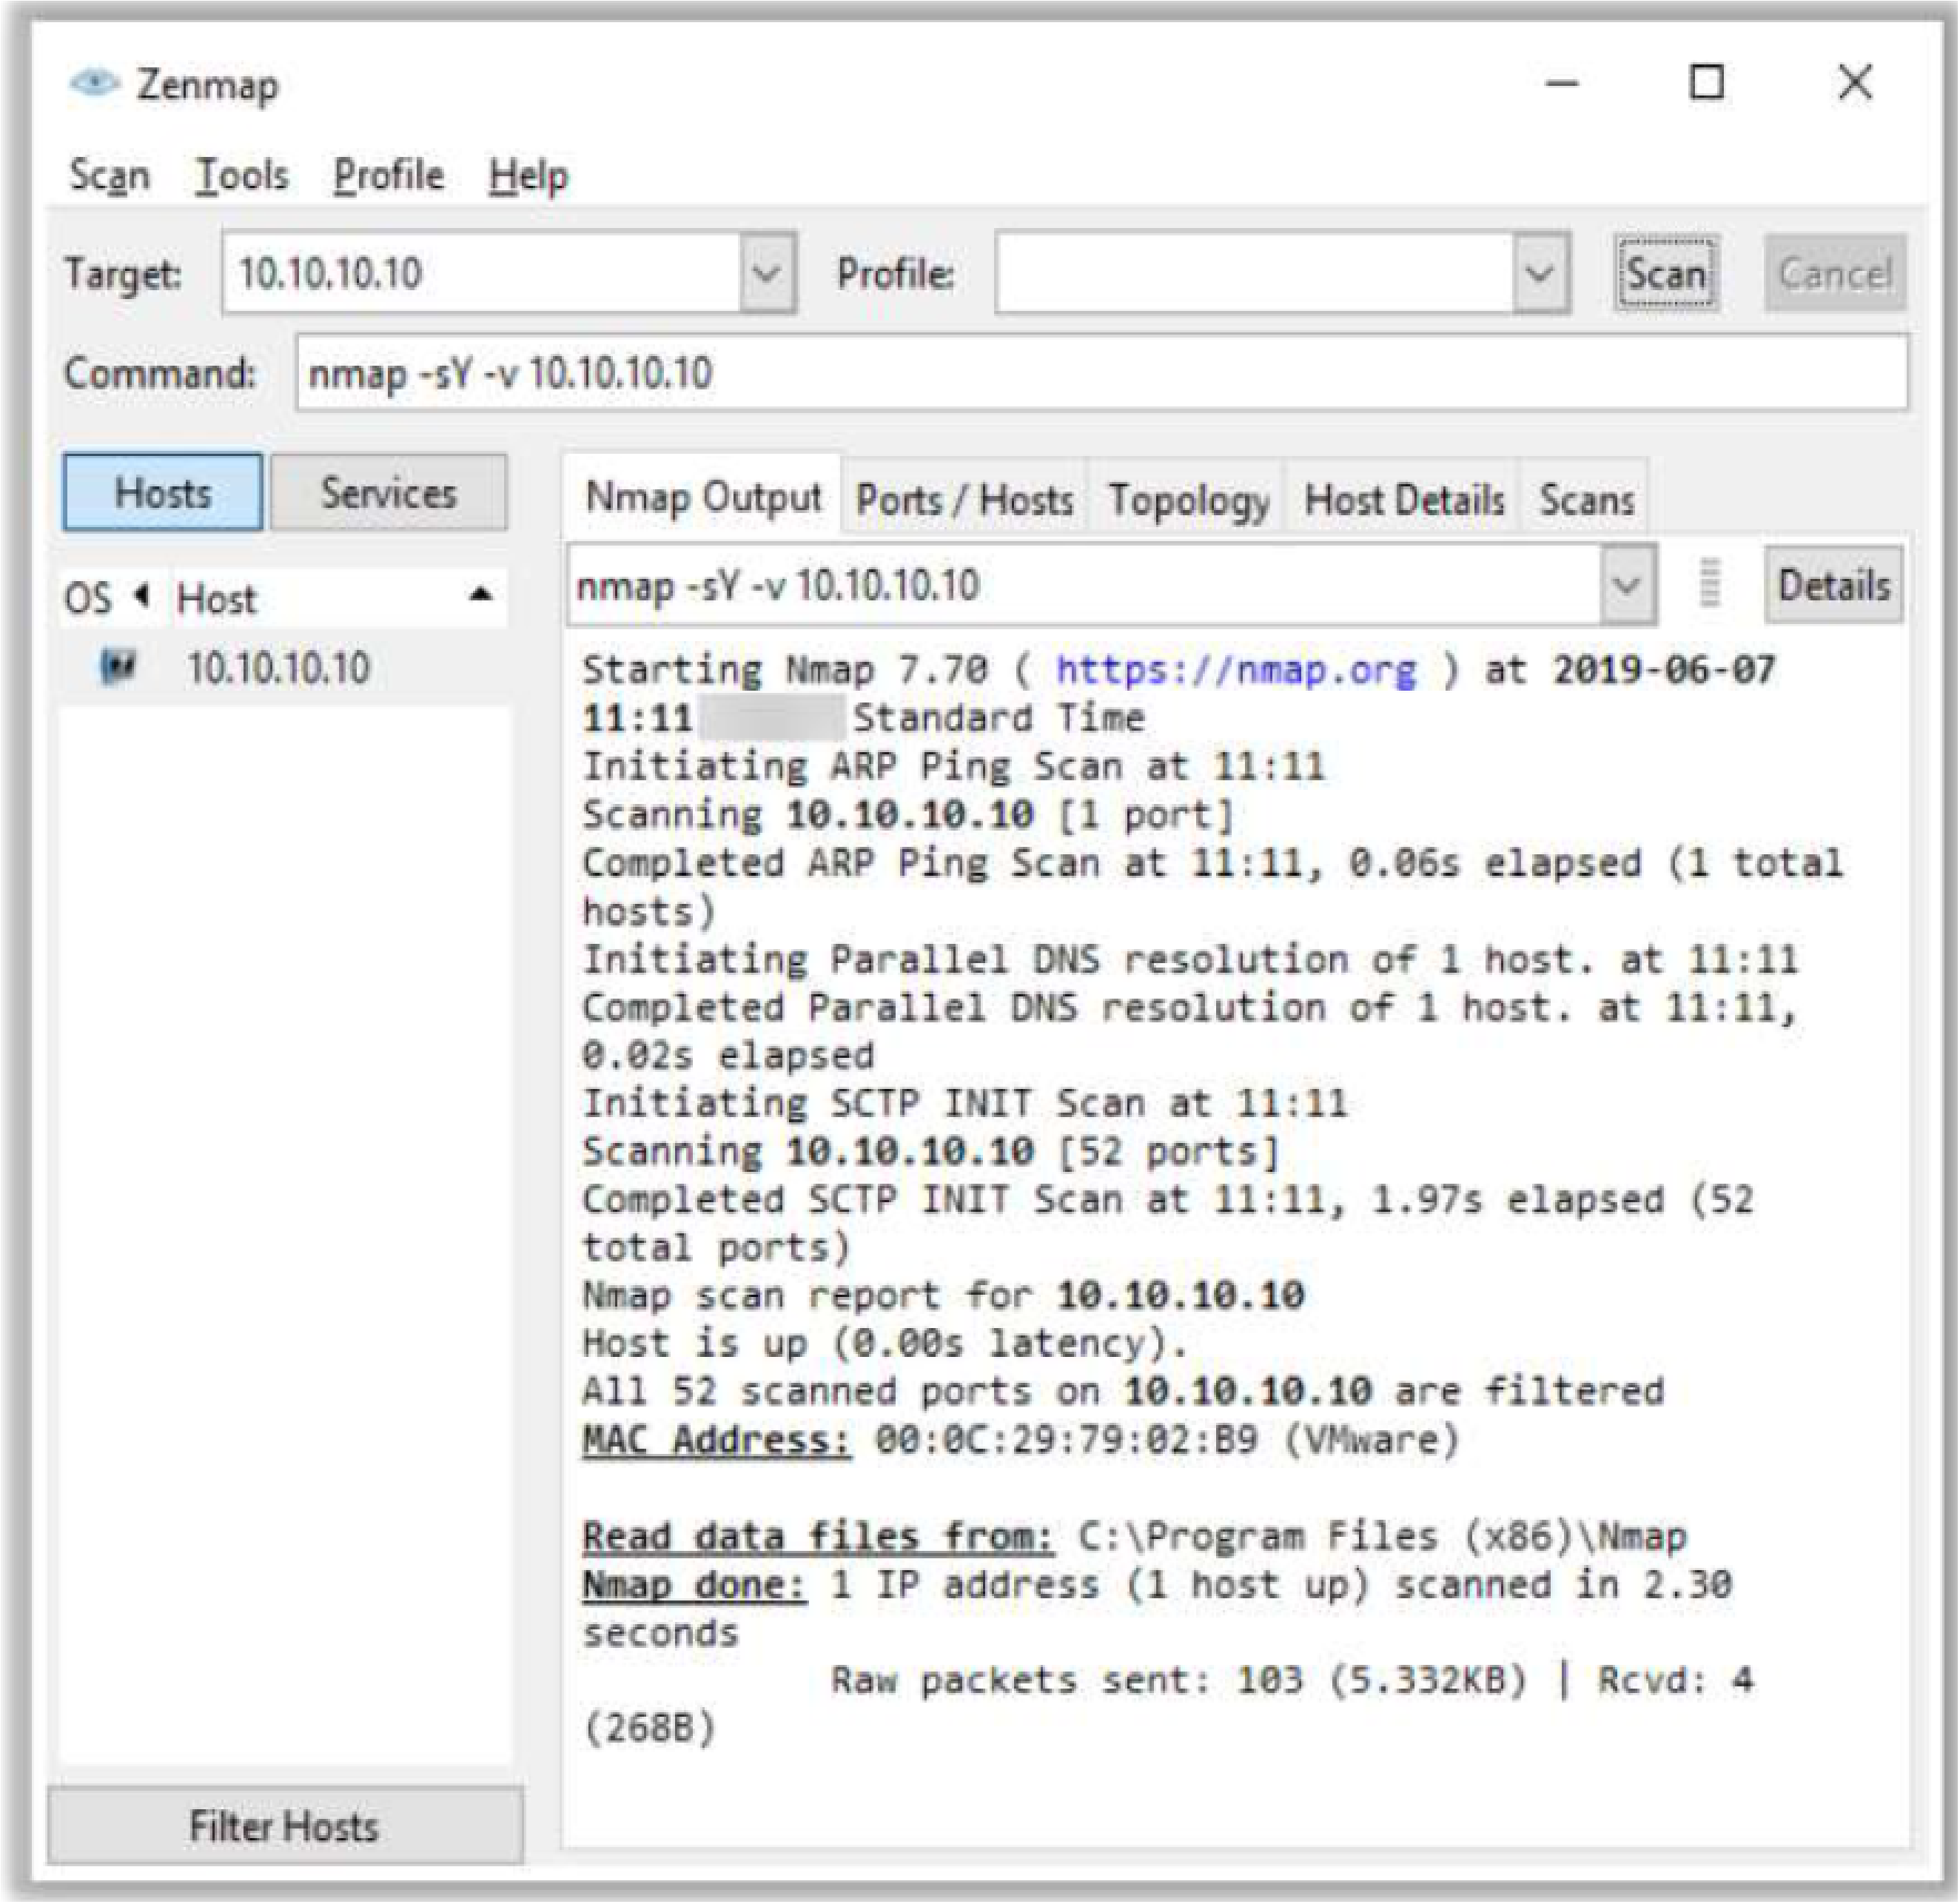 Zenmap
Scan Tools Profile Help
Target: 10.10.10.10 Profile: Scan Cancel
Command: nmap -sY -v 10.10.10.10
Hosts Services
OS Host
10.10.10.10
Nmap Output Ports / Hosts Topology Host Details Scans
nmap -sY -v 10.10.10.10 Details
Starting Nmap 7.70 ( https://nmap.org ) at 2019-06-07
11:11 Standard Time
Initiating ARP Ping Scan at 11:11
Scanning 10.10.10.10 [1 port]
Completed ARP Ping Scan at 11:11, 0.06s elapsed (1 total
hosts)
Initiating Parallel DNS resolution of 1 host. at 11:11
Completed Parallel DNS resolution of 1 host. at 11:11,
0.02s elapsed
Initiating SCTP INIT Scan at 11:11
Scanning 10.10.10.10 [52 ports]
Completed SCTP INIT Scan at 11:11, 1.97s elapsed (52
total ports)
Nmap scan report for 10.10.10.10
Host is up (0.00s latency).
All 52 scanned ports on 10.10.10.10 are filtered
MAC Address: 00:0C:29:79:02:B9 (VMware)
Read data files from: C:\Program Files (x86)\Nmap
Nmap done: 1 IP address (1 host up) scanned in 2.30
seconds
Raw packets sent: 103 (5.332KB) | Rcvd: 4
(268B)
Filter Hosts